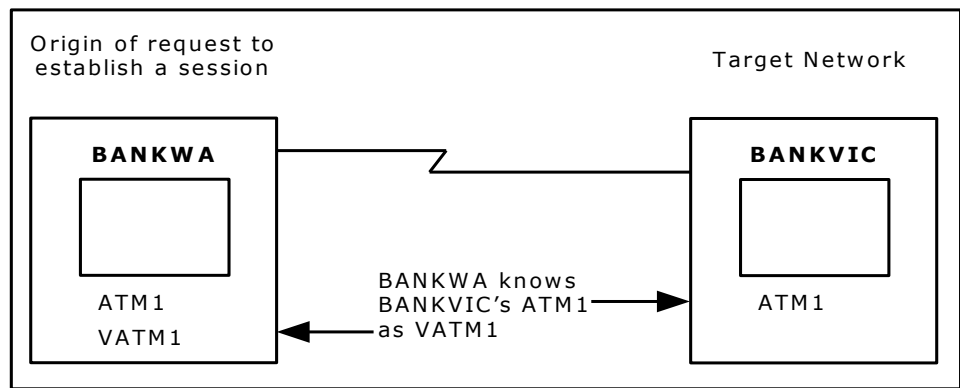 Origin of request to
establish a session
Target Network
BANKWA
BANKVIC
ATM1
VATM1
BANKWA knows
BANKVIC’s ATM1
as VATM1
ATM1